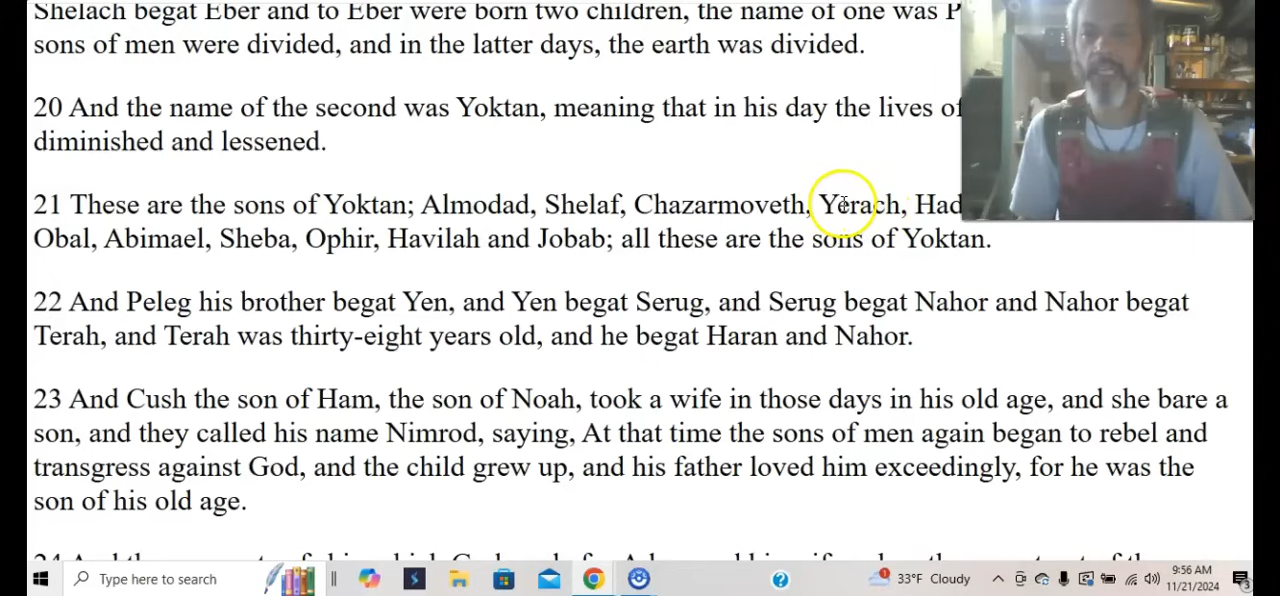 Shelach begat Eber and to Eber were born two children, the name of one was P
sons of men were divided, and in the latter days, the earth was divided.
20 And the name of the second was Yoktan, meaning that in his day the lives of
diminished and lessened.
21 These are the sons of Yoktan; Almodad, Shelaf, Chazarmoveth, Yerach, Had
Obal, Abimael, Sheba, Ophir, Havilah and Jobab; all these are the sons of Yoktan.
22 And Peleg his brother begat Yen, and Yen begat Serug, and Serug begat Nahor and Nahor begat
Terah, and Terah was thirty-eight years old, and he begat Haran and Nahor.
23 And Cush the son of Ham, the son of Noah, took a wife in those days in his old age, and she bare a
son, and they called his name Nimrod, saying, At that time the sons of men again began to rebel and
transgress against God, and the child grew up, and his father loved him exceedingly, for he was the
son of his old age.
Type here to search
33°F Cloudy
9:56 AM
11/21/2024